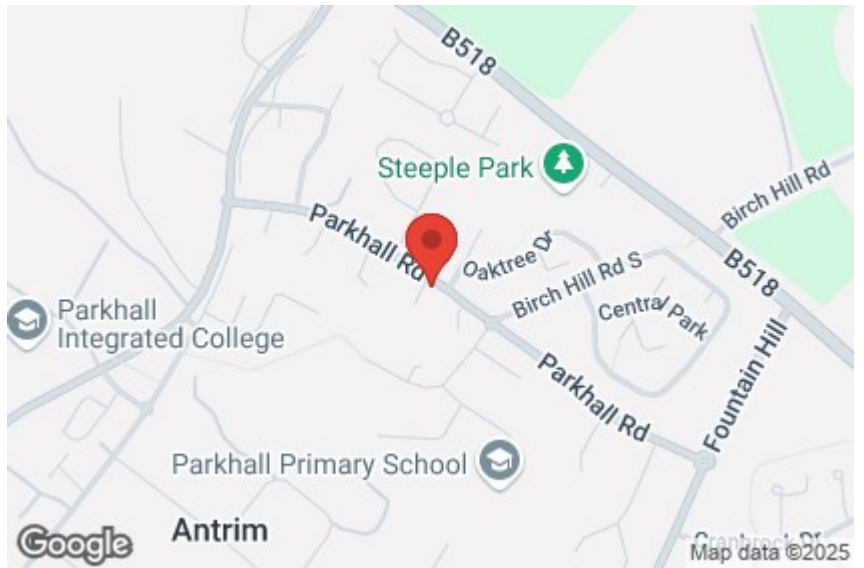 B518
Steeple Park
Birch Hill Rd
Parkhall Rd
Oaktree Dr
Birch Hill Rd S
B518
Central Park
Parkhall
Integrated College
Parkhall Rd
Fountain Hill
Parkhall Primary School
Antrim
Google
Map data ©2025